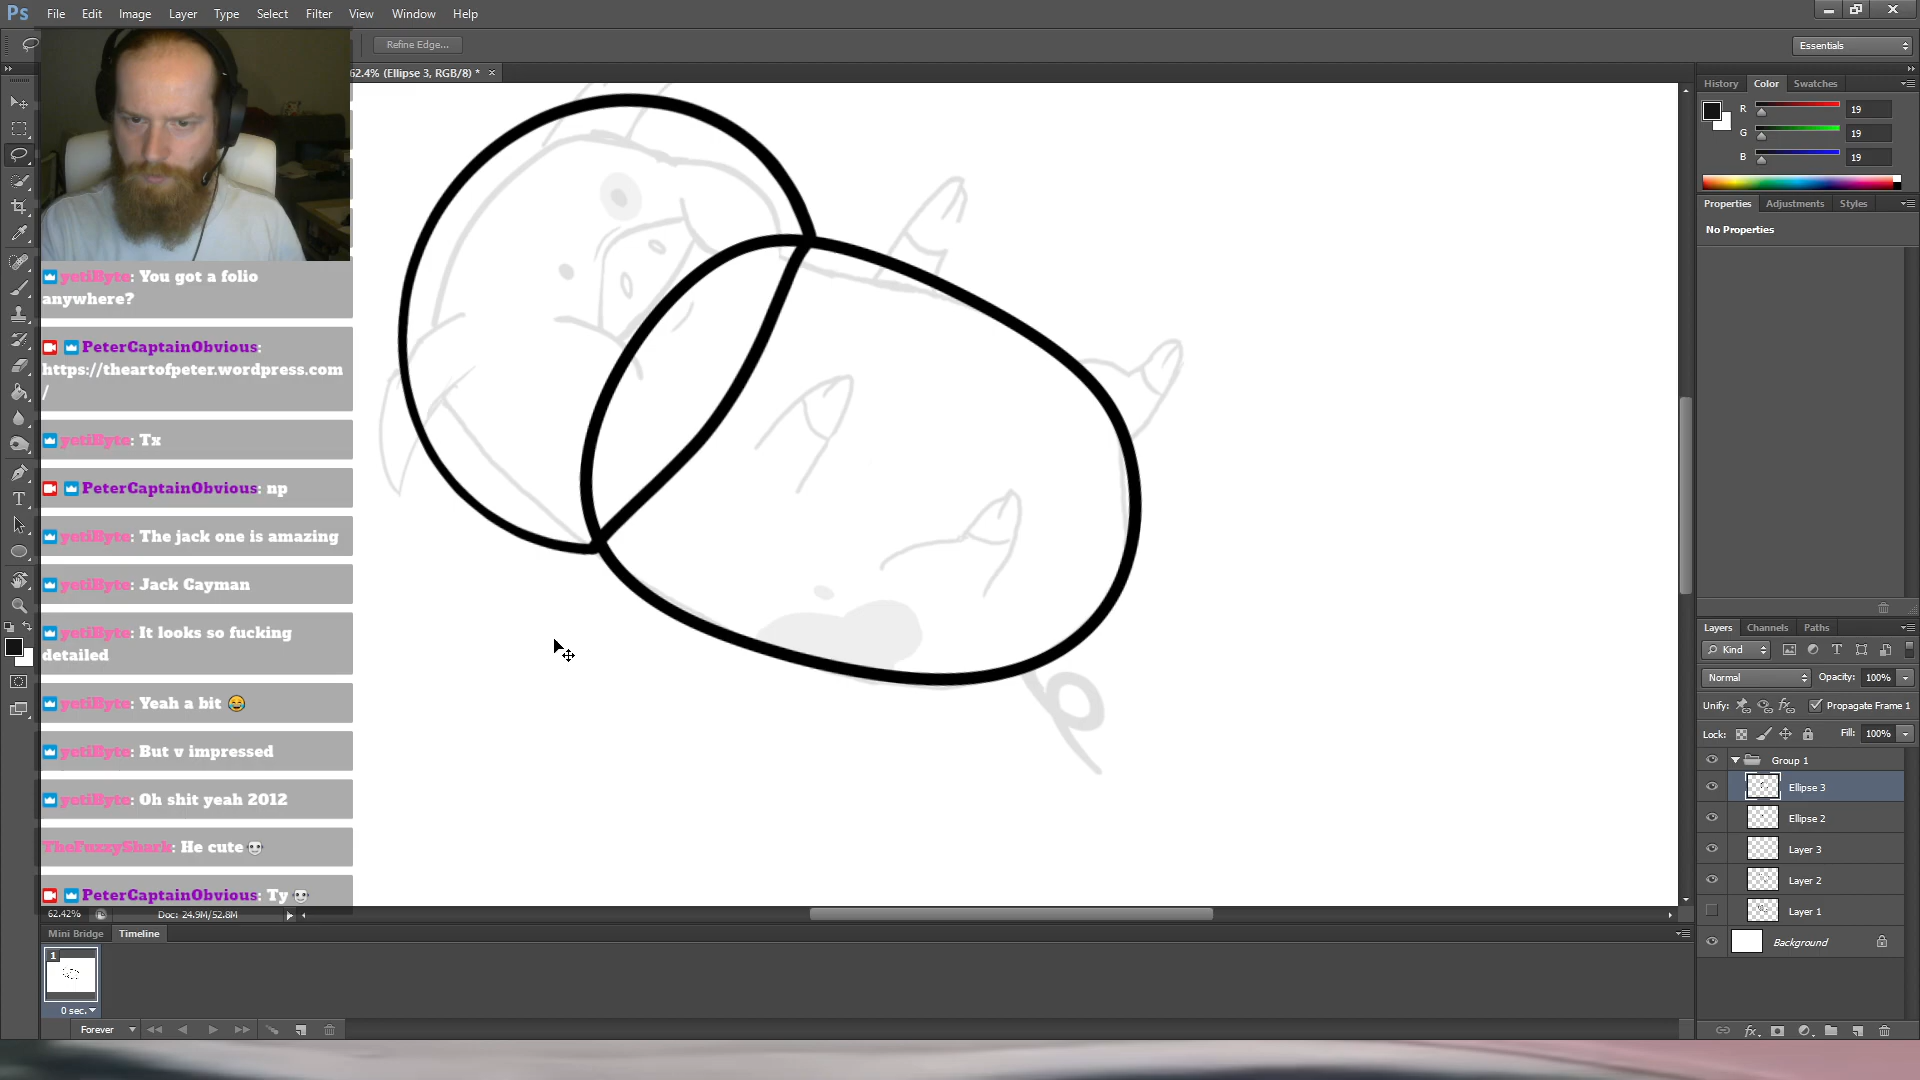 Ps File Edit Image Layer Type Select Filter View Window Help
Refine Edge... Essentials
62.4% (Ellipse 3, RGB/8) * ×
yetiByte: You got a folio
anywhere?
PeterCaptainObvious:
https://theartofpeter.wordpress.com
/
yetiByte: Tx
PeterCaptainObvious: np
yetiByte: The jack one is amazing
yetiByte: Jack Cayman
yetiByte: It looks so fucking
detailed
yetiByte: Yeah a bit 😂
yetiByte: But v impressed
yetiByte: Oh shit yeah 2012
TheFuzzyShark: He cute
PeterCaptainObvious: Ty
62.42% Doc: 24.9M/52.8M
Mini Bridge Timeline
1
0 sec.
Forever
History Color Swatches
R 19
G 19
B 19
Properties Adjustments Styles
No Properties
Layers Channels Paths
Kind
Normal Opacity: 100%
Unify: Propagate Frame 1
Lock: Fill: 100%
Group 1
Ellipse 3
Ellipse 2
Layer 3
Layer 2
Layer 1
Background